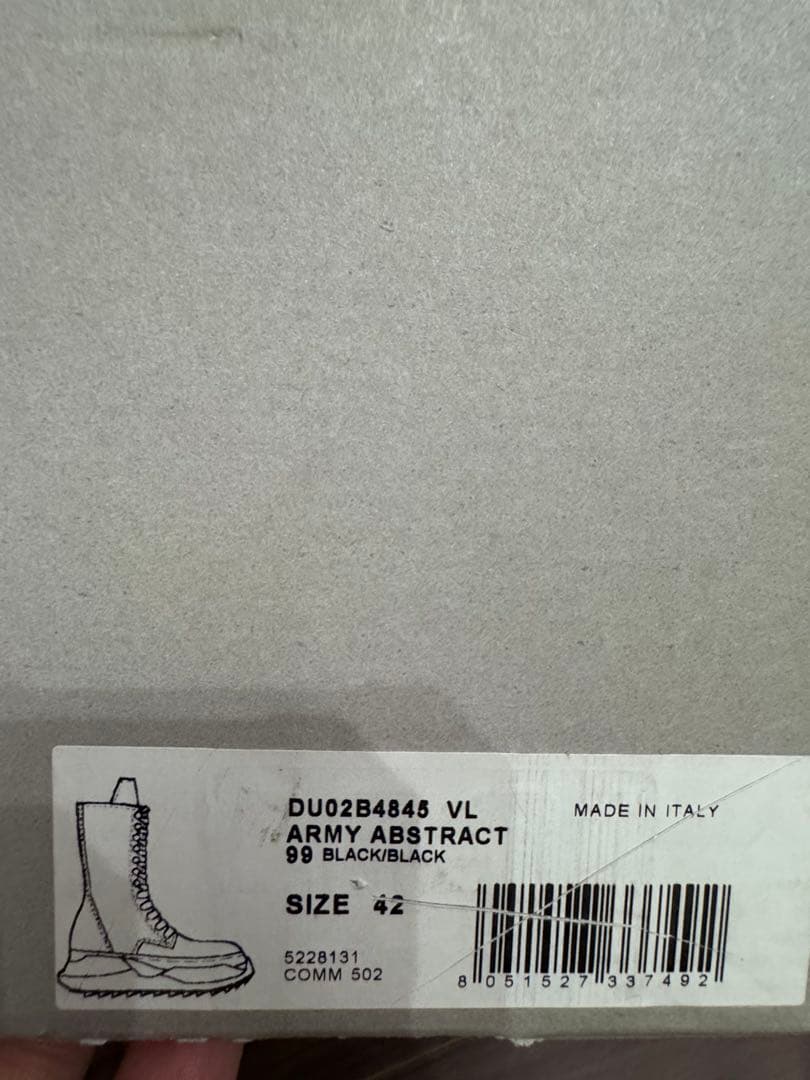 DU02B4845 VL
MADE IN ITALY
ARMY ABSTRACT
99 BLACK/BLACK
SIZE 42
5228131
COMM 502
8 051527 337492